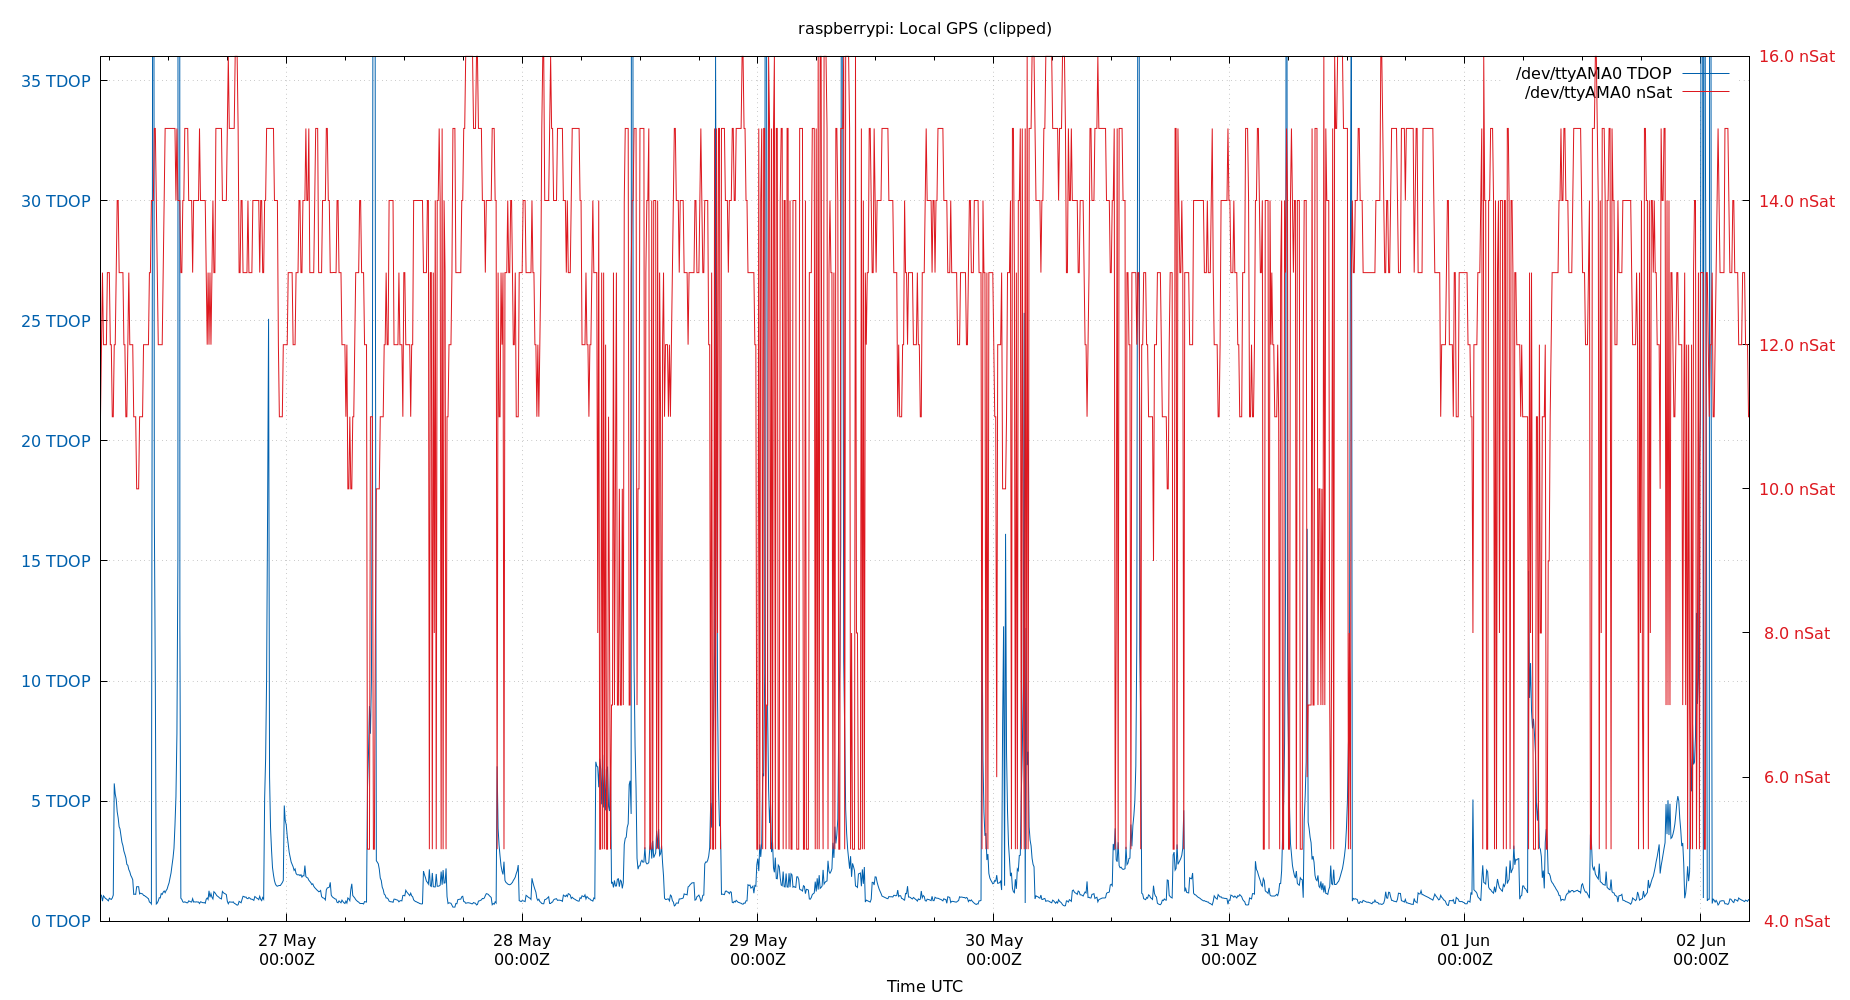 raspberrypi: Local GPS (clipped)
/dev/ttyAMA0 TDOP
/dev/ttyAMA0 nSat
35 TDOP
30 TDOP
25 TDOP
20 TDOP
15 TDOP
10 TDOP
5 TDOP
0 TDOP
16.0 nSat
14.0 nSat
12.0 nSat
10.0 nSat
8.0 nSat
6.0 nSat
4.0 nSat
27 May
00:00Z
28 May
00:00Z
29 May
00:00Z
30 May
00:00Z
31 May
00:00Z
01 Jun
00:00Z
02 Jun
00:00Z
Time UTC